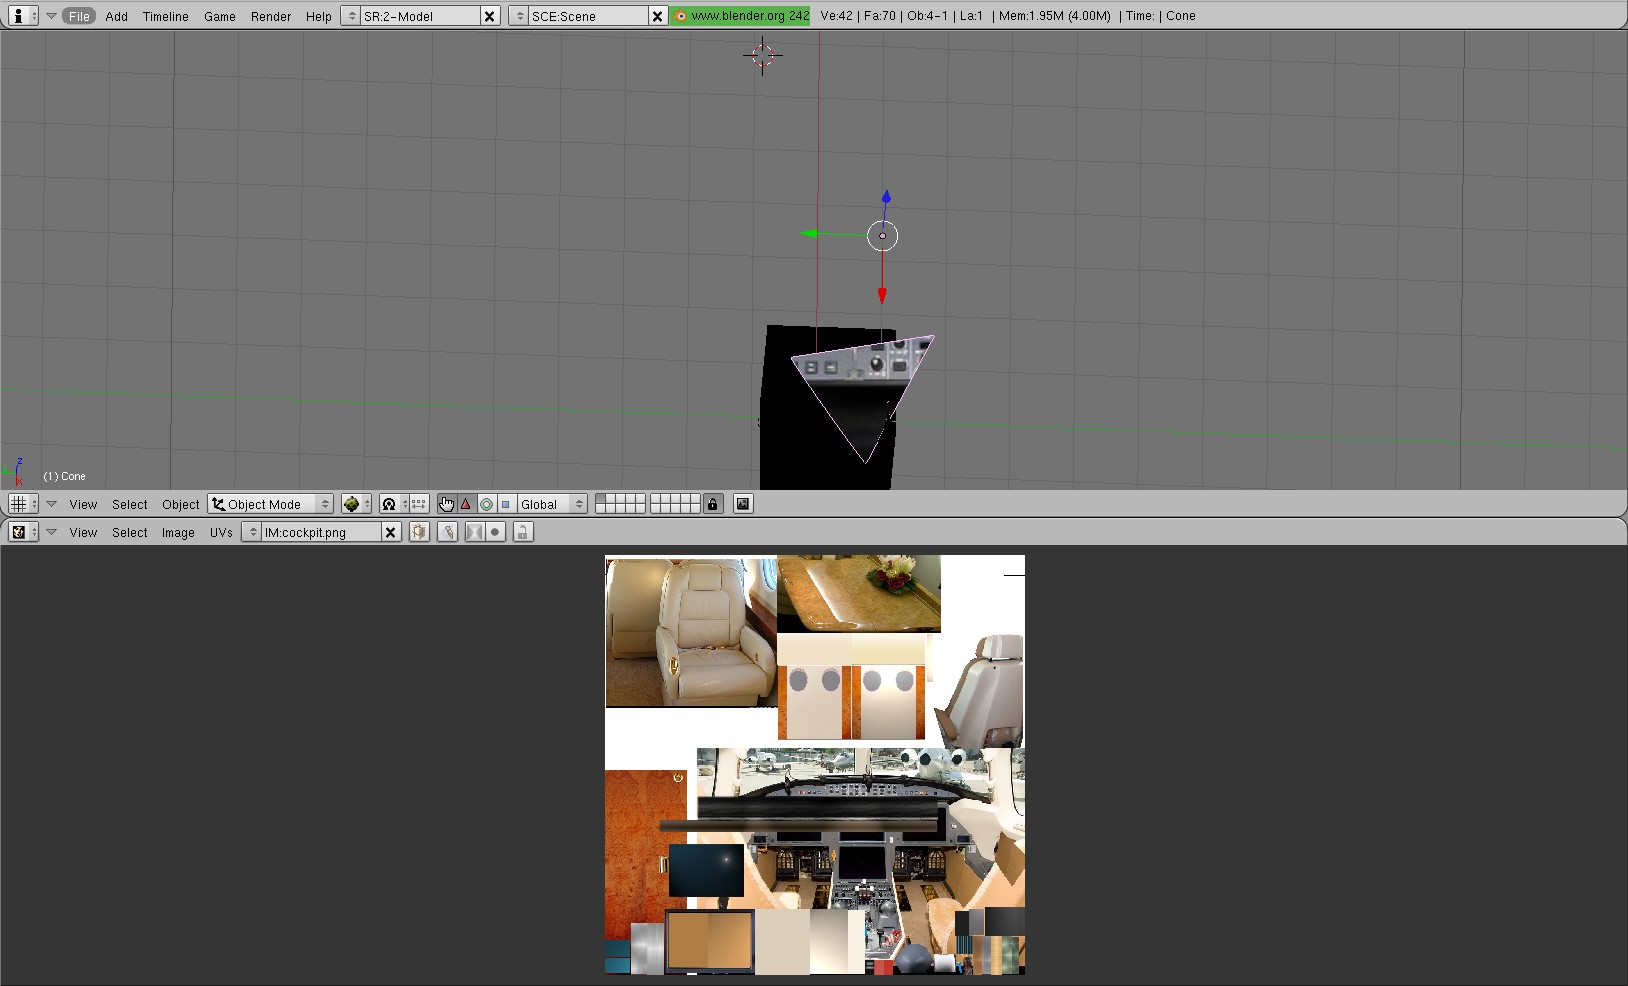 File Add Timeline Game Render Help SR:2-Model SCE:Scene www.blender.org 242 Ve:42 | Fa:70 | Ob:4-1 | La:1 | Mem:1.95M (4.00M) | Time: | Cone
z
x
(1) Cone
View Select Object Object Mode Global
View Select Image UVs IM:cockpit.png